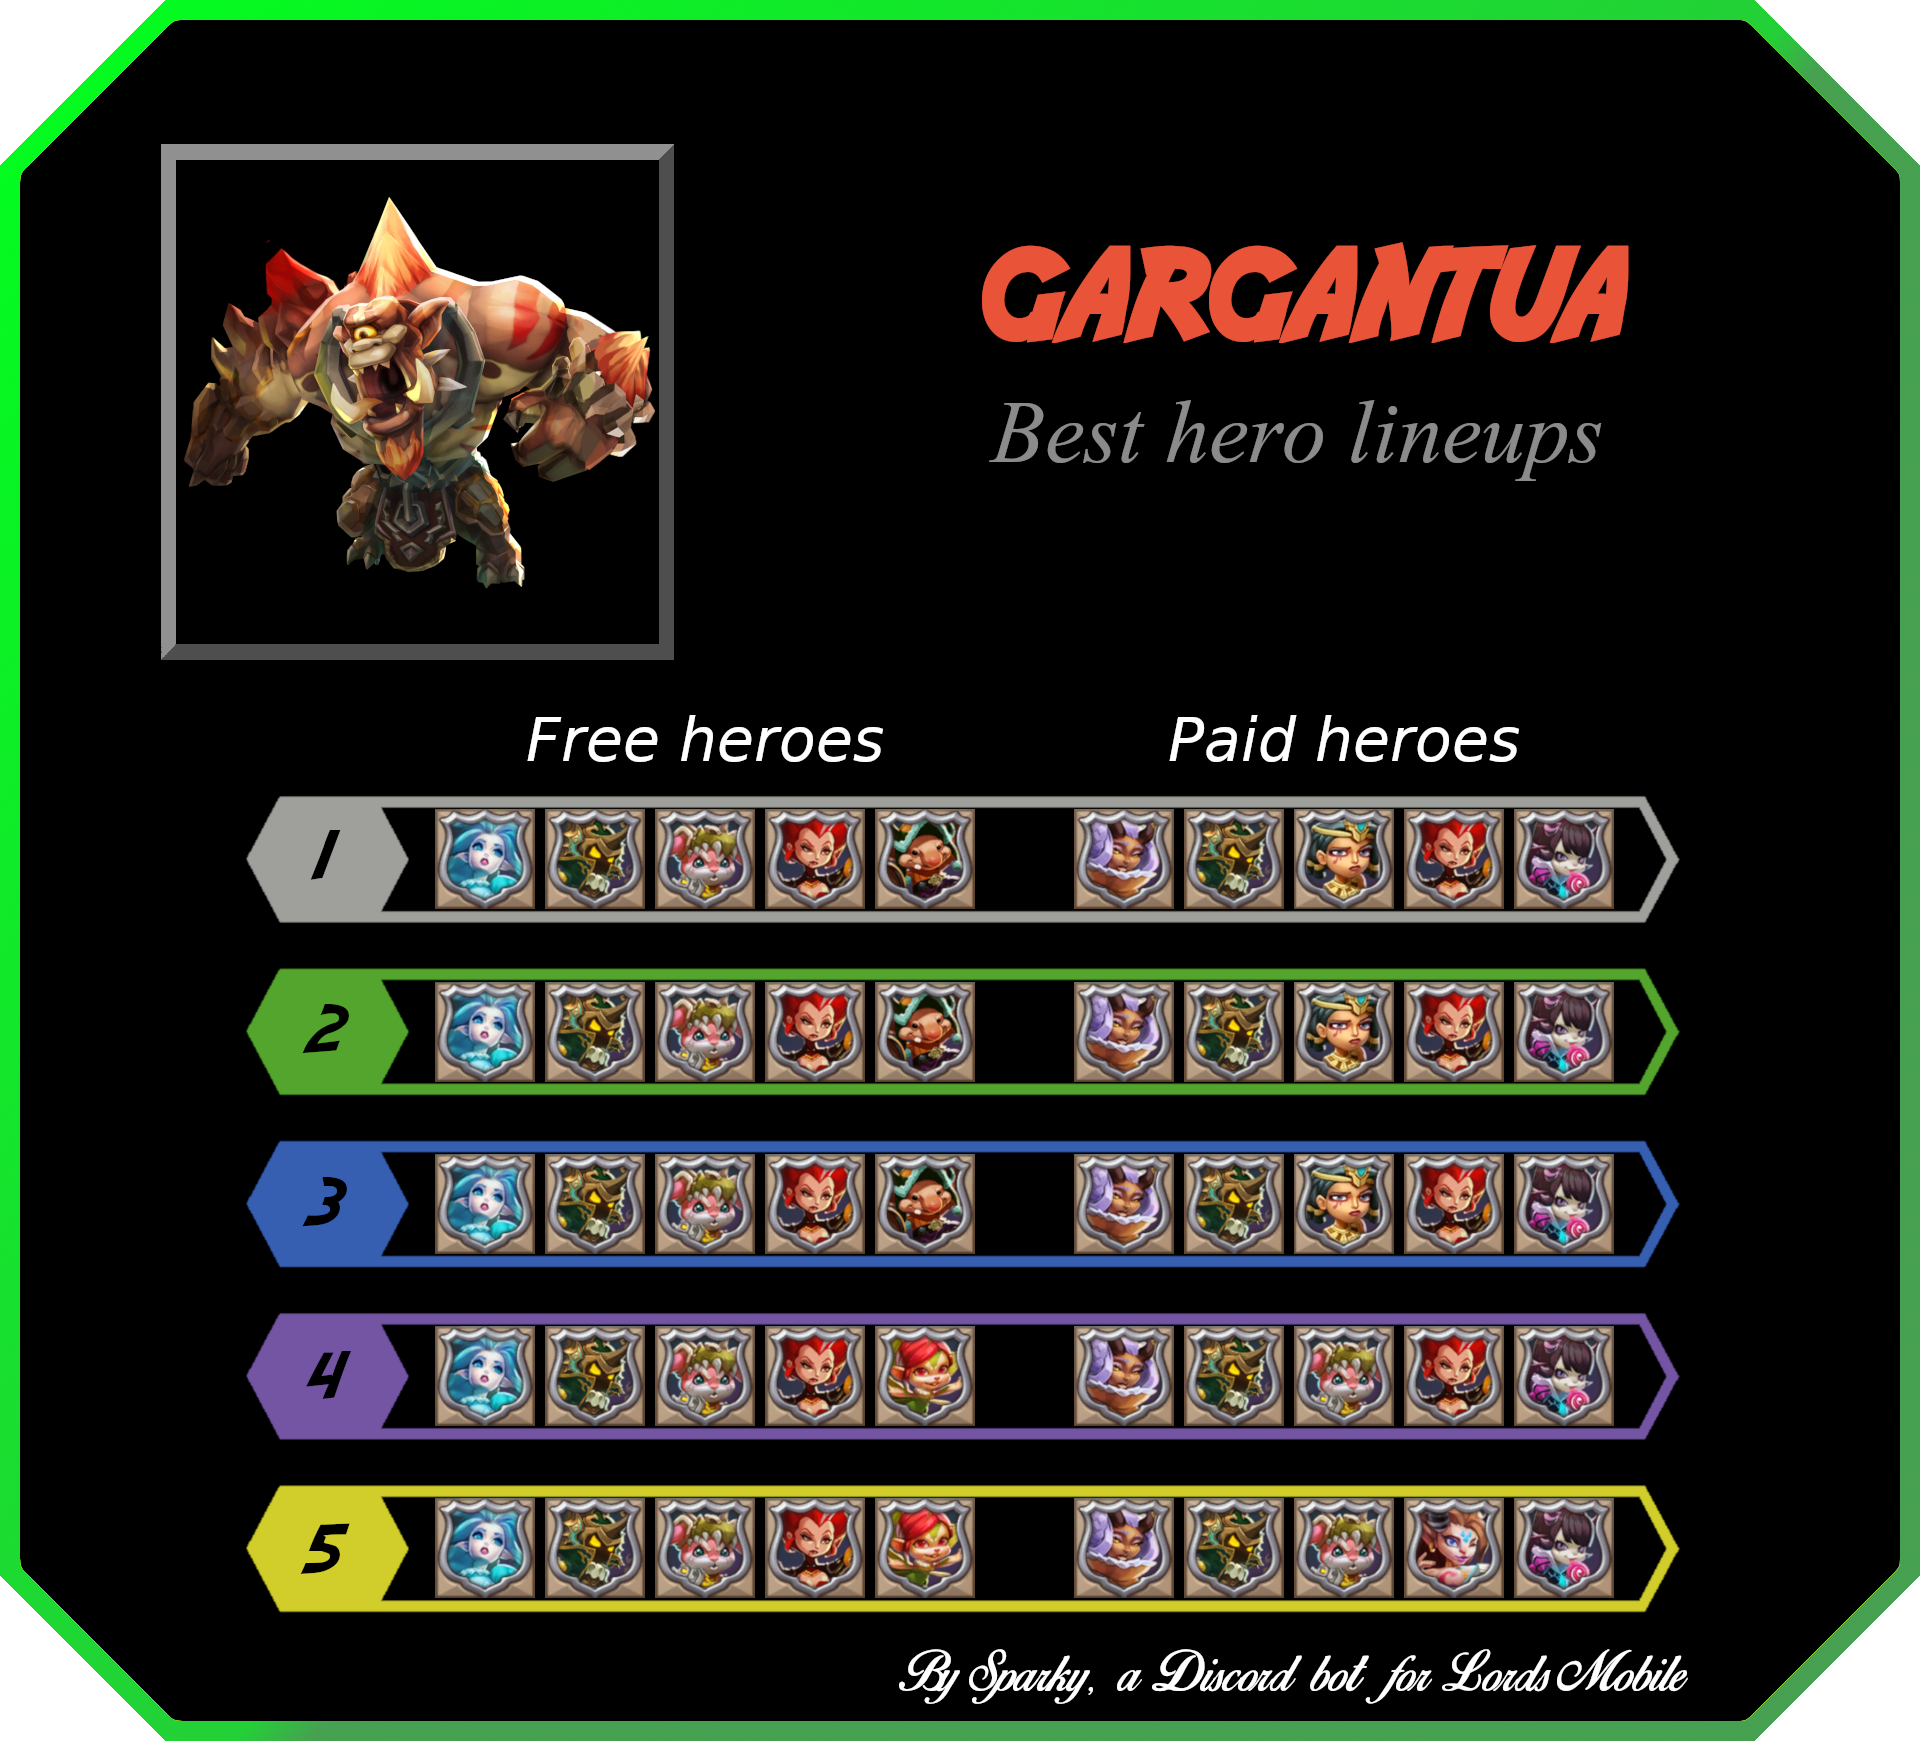 GARGANTUA
Best hero lineups
Free heroes Paid heroes
1
2
3
4
5
By Sparky, a Discord bot for Lords Mobile